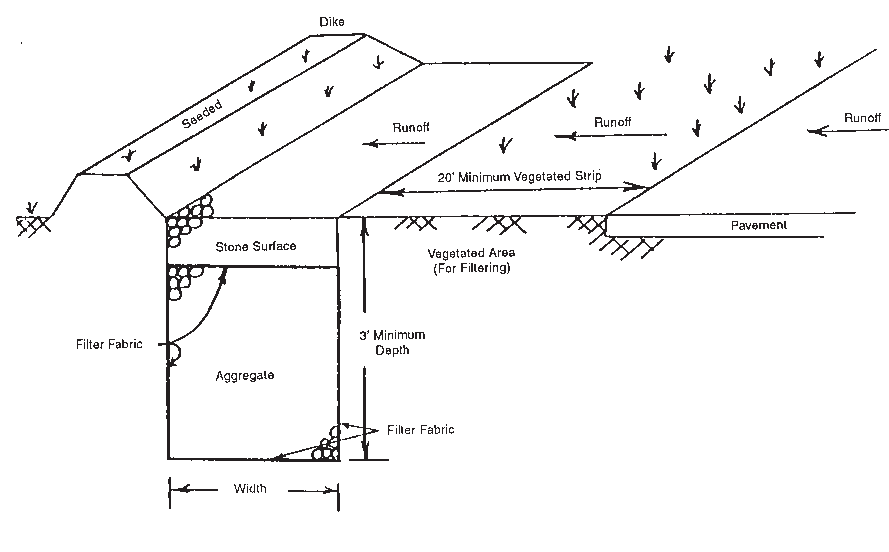 Dike
Seeded
Runoff
Runoff
Runoff
20' Minimum Vegetated Strip
Stone Surface
Vegetated Area
(For Filtering)
Pavement
Filter Fabric
3' Minimum
Depth
Aggregate
Filter Fabric
Width